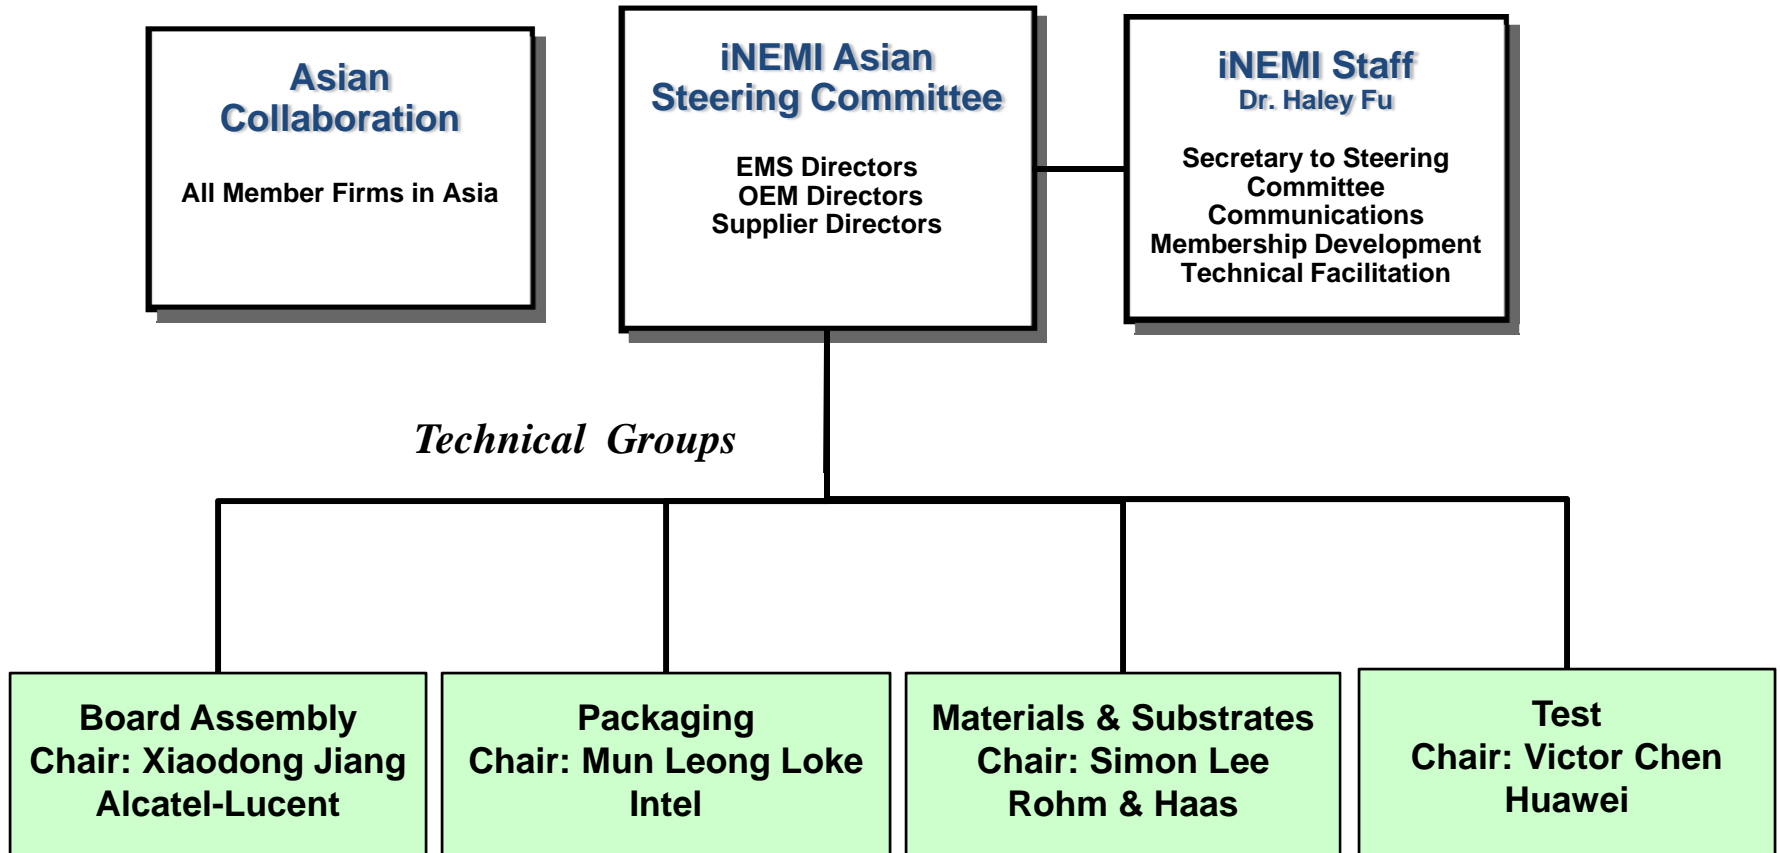 Asian
Collaboration
All Member Firms in Asia
iNEMI Asian
Steering Committee
EMS Directors
OEM Directors
Supplier Directors
iNEMI Staff
Dr. Haley Fu
Secretary to Steering
Committee
Communications
Membership Development
Technical Facilitation
Technical Groups
Board Assembly
Chair: Xiaodong Jiang
Alcatel-Lucent
Packaging
Chair: Mun Leong Loke
Intel
Materials & Substrates
Chair: Simon Lee
Rohm & Haas
Test
Chair: Victor Chen
Huawei